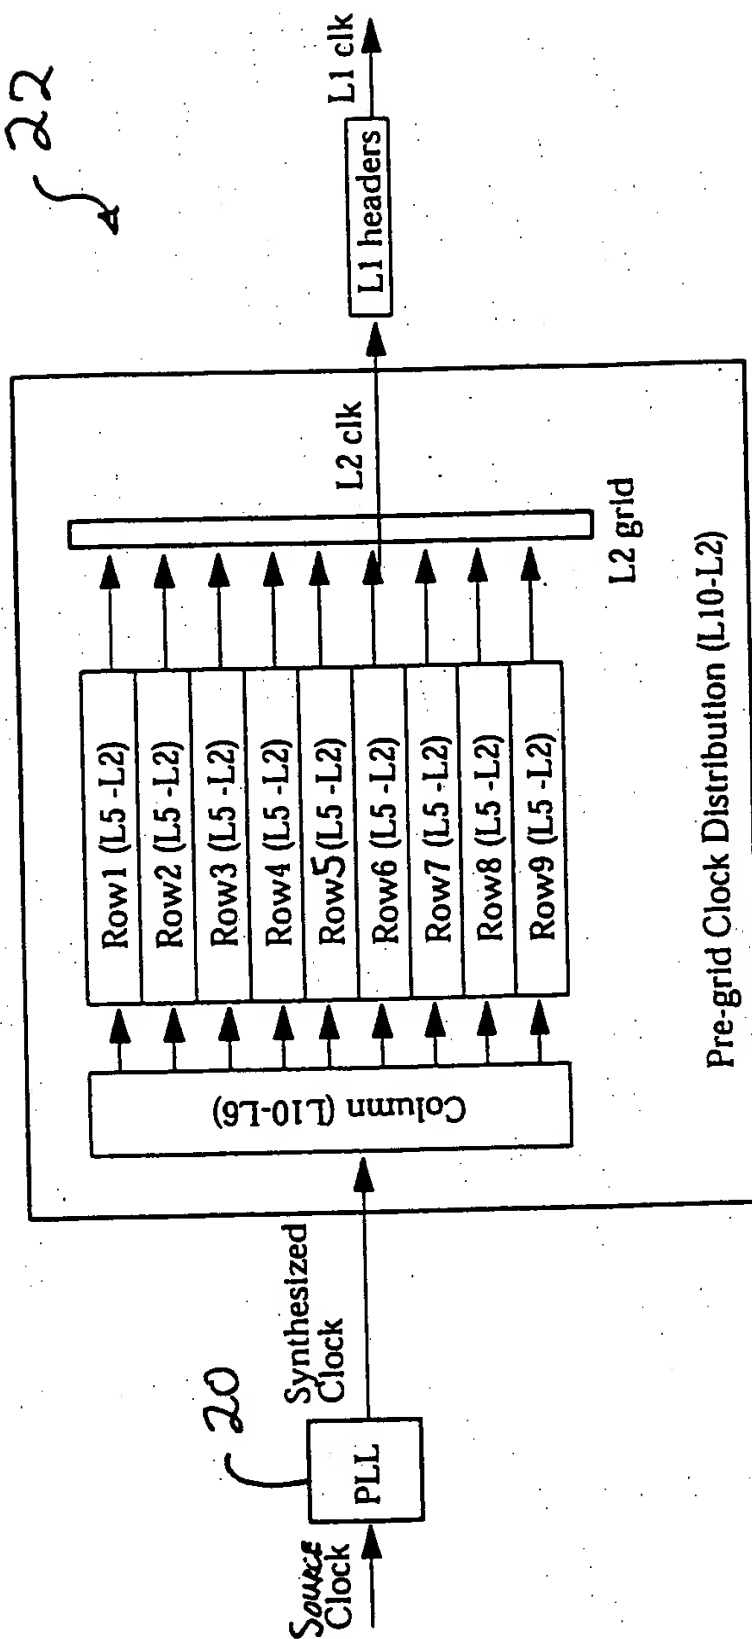 22
Source
Clock
PLL
20
Synthesized
Clock
Column (L10-L6)
Row1 (L5 -L2)
Row2 (L5 -L2)
Row3 (L5 -L2)
Row4 (L5 -L2)
Row5 (L5 -L2)
Row6 (L5 -L2)
Row7 (L5 -L2)
Row8 (L5 -L2)
Row9 (L5 -L2)
L2 clk
L2 grid
Pre-grid Clock Distribution (L10-L2)
L1 headers
L1 clk